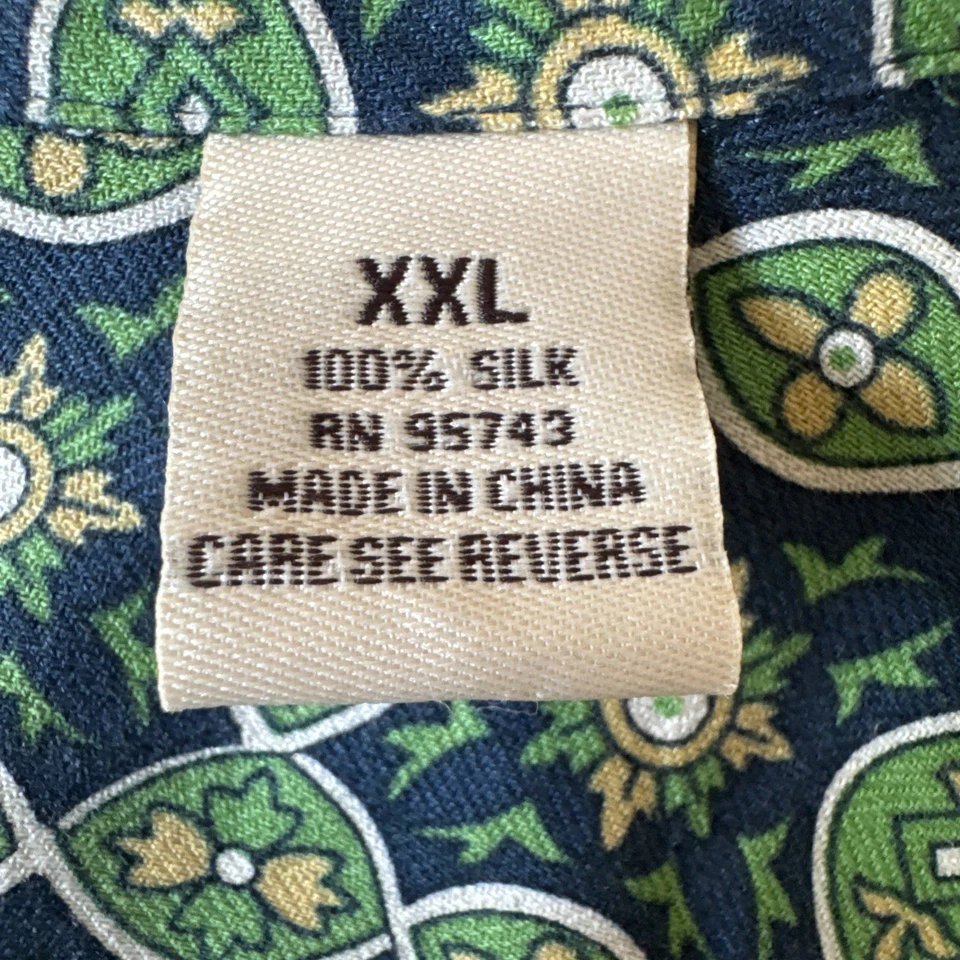 XXL
100% SILK
RN 95743
MADE IN CHINA
CARE SEE REVERSE